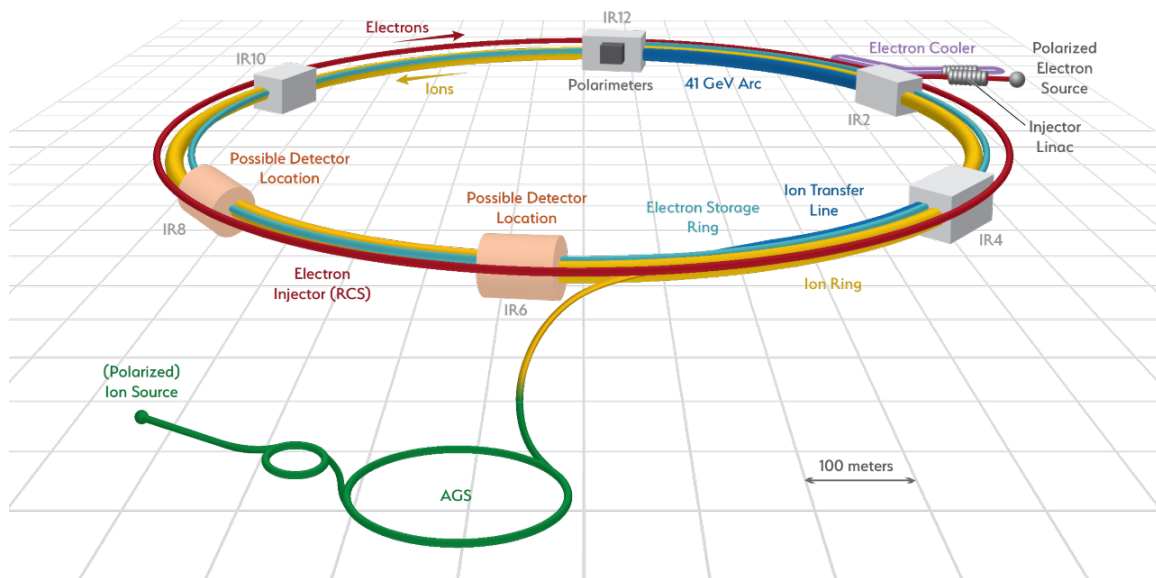 IR12
Electrons
IR10
Electron Cooler
Polarized
Electron
Source
Ions
Polarimeters
41 GeV Arc
IR2
Injector
Linac
Possible Detector
Location
Possible Detector
Location
Ion Transfer
Line
Electron Storage
Ring
IR8
IR4
Electron
Injector (RCS)
Ion Ring
IR6
(Polarized)
Ion Source
100 meters
AGS